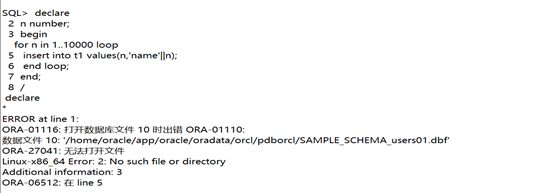 SQL> declare
2 n number;
3 begin
for n in 1..10000 loop
5 insert into t1 values(n,'name'||n);
6 end loop;
7 end;
8 /
declare
*
ERROR at line 1:
ORA-01116: 打开数据库文件 10 时出错 ORA-01110:
数据文件 10: '/home/oracle/app/oracle/oradata/orcl/pdborcl/SAMPLE_SCHEMA_users01.dbf'
ORA-27041: 无法打开文件
Linux-x86_64 Error: 2: No such file or directory
Additional information: 3
ORA-06512: 在 line 5